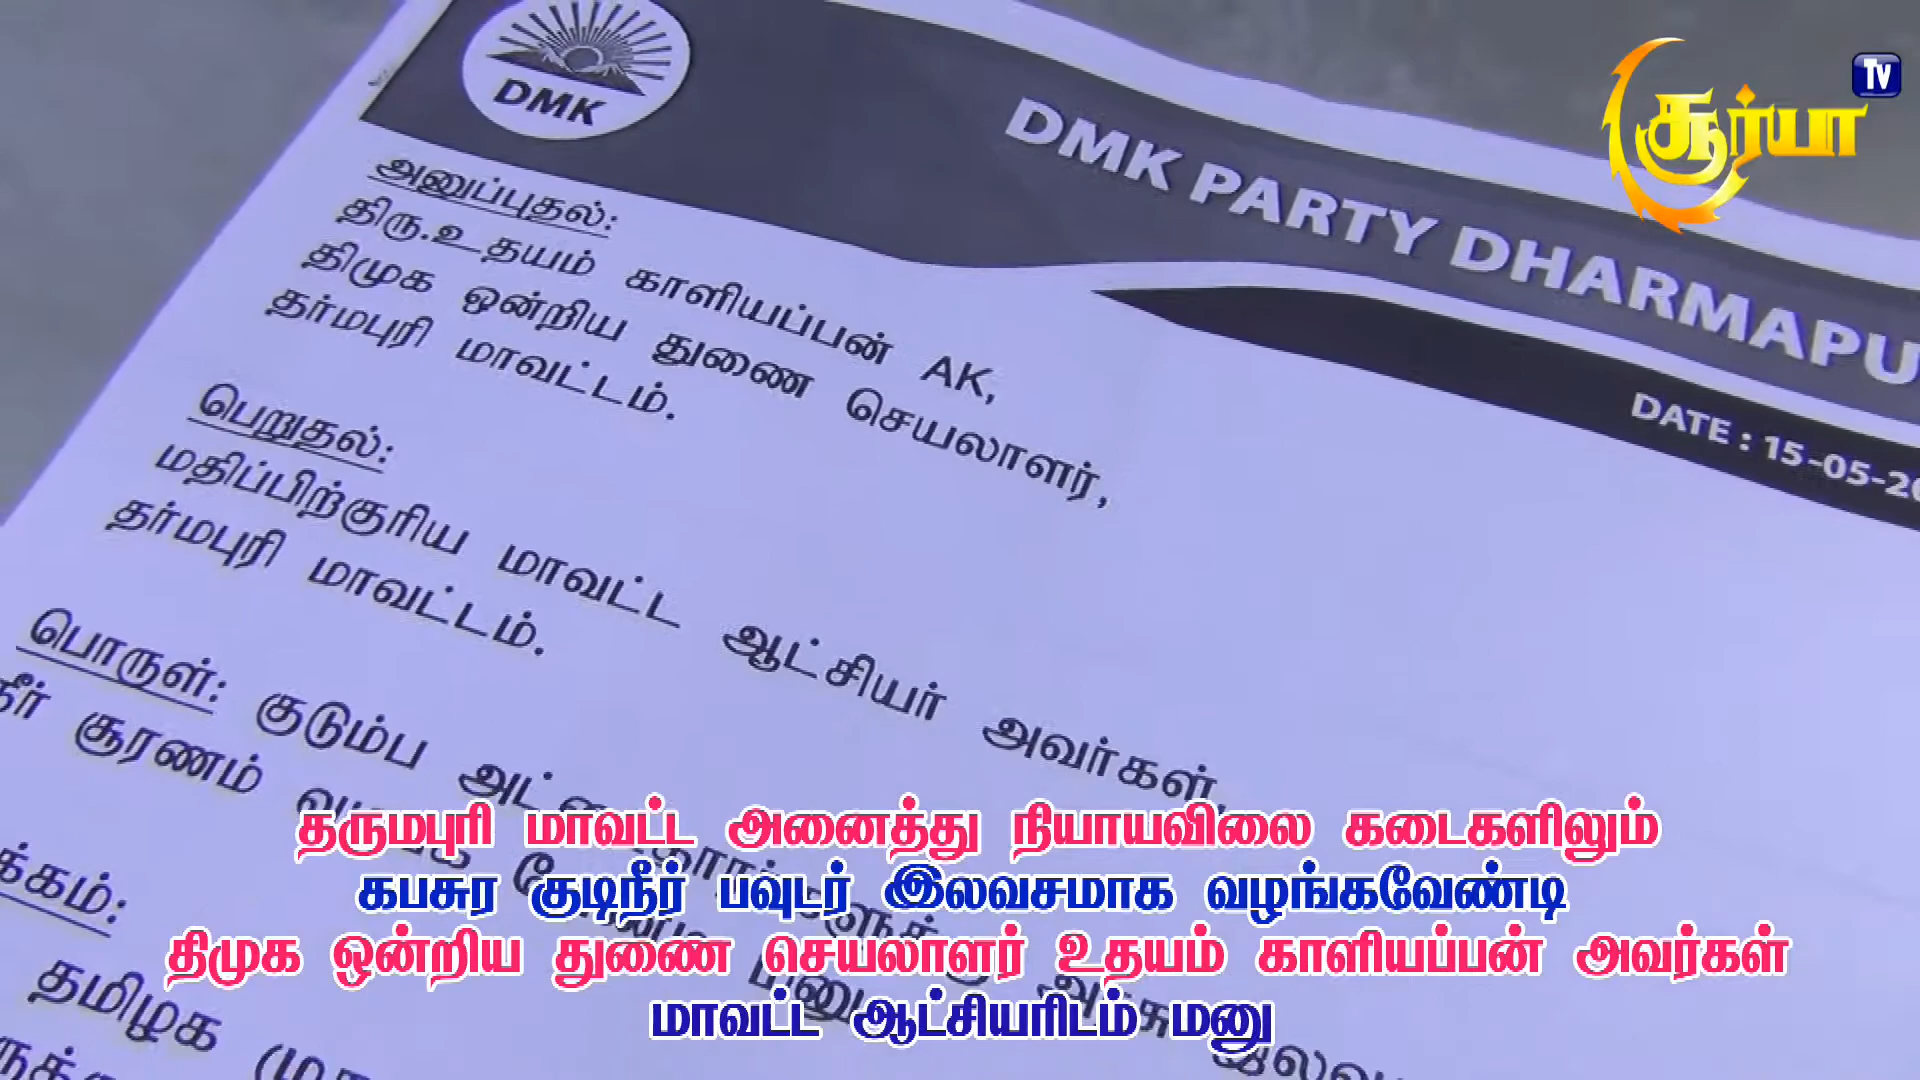 DMK
DMK PARTY DHARMAPU
DATE : 15-05-20
சூர்யா
Tv
அனுப்புதல்:
திரு.உதயம் காளியப்பன் AK,
திமுக ஒன்றிய துணை செயலாளர்,
தர்மபுரி மாவட்டம்.
பெறுதல்:
மதிப்பிற்குரிய மாவட்ட ஆட்சியர் அவர்கள்,
தர்மபுரி மாவட்டம்.
பொருள்: குடும்ப
நீர் சூரணம்
க்கம்:
தமிழக
தருமபுரி மாவட்ட அனைத்து நியாயவிலை கடைகளிலும்
கபசுர குடிநீர் பவுடர் இலவசமாக வழங்கவேண்டி
திமுக ஒன்றிய துணை செயலாளர் உதயம் காளியப்பன் அவர்கள்
மாவட்ட ஆட்சியரிடம் மனு